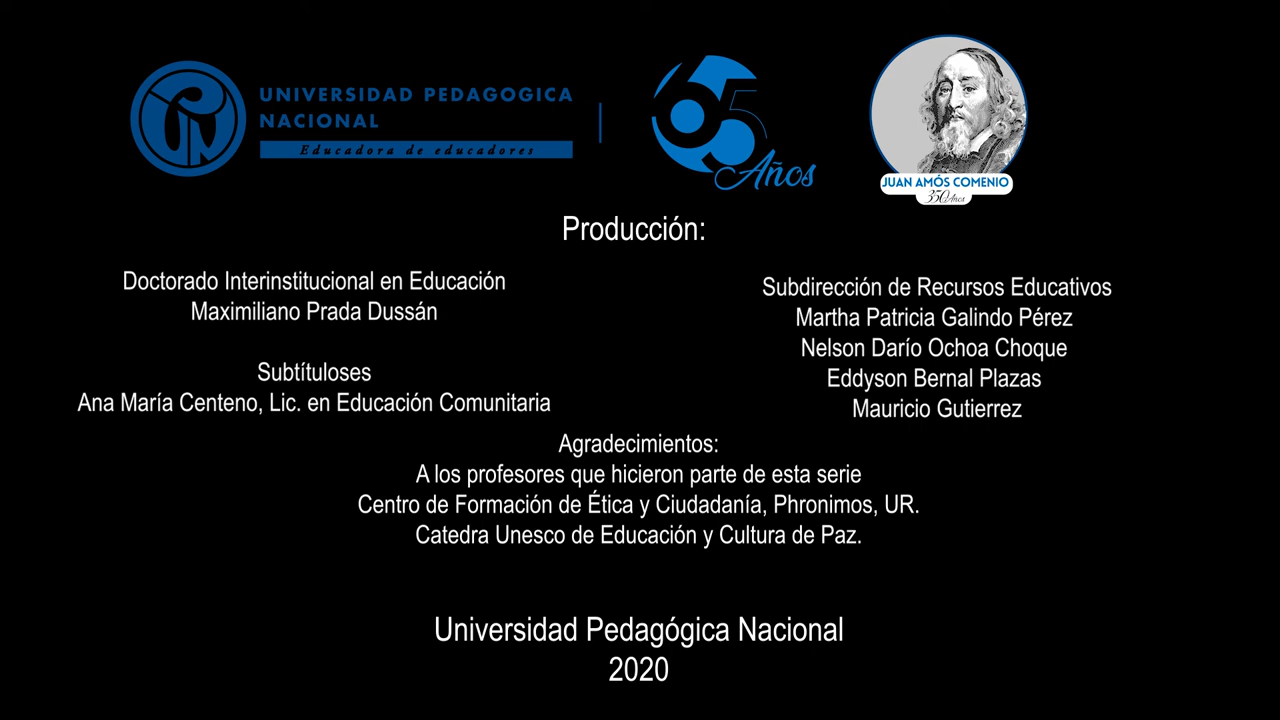 UNIVERSIDAD PEDAGOGICA
NACIONAL
Educadora de educadores
65
Años
JUAN AMÓS COMENIO
350 Años
Producción:
Doctorado Interinstitucional en Educación
Maximiliano Prada Dussán
Subtítuloses
Ana María Centeno, Lic. en Educación Comunitaria
Subdirección de Recursos Educativos
Martha Patricia Galindo Pérez
Nelson Darío Ochoa Choque
Eddyson Bernal Plazas
Mauricio Gutierrez
Agradecimientos:
A los profesores que hicieron parte de esta serie
Centro de Formación de Ética y Ciudadanía, Phronimos, UR.
Catedra Unesco de Educación y Cultura de Paz.
Universidad Pedagógica Nacional
2020